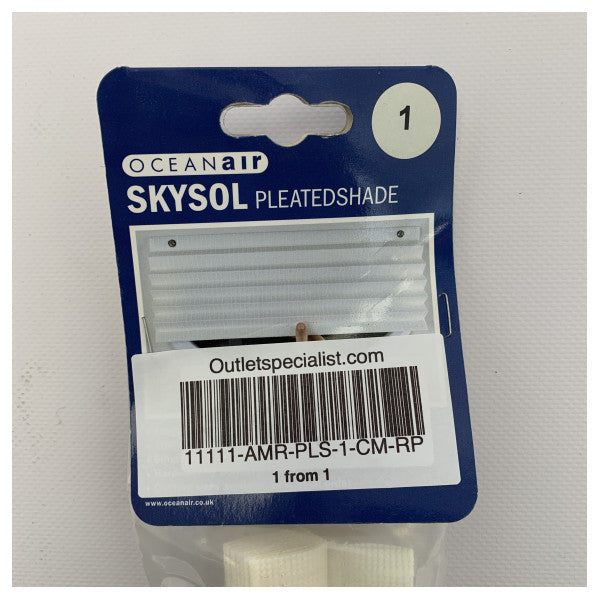 1
OCEANair
SKYSOL PLEATEDSHADE
Outletspecialist.com
11111-AMR-PLS-1-CM-RP
1 from 1
www.oceanair.co.uk